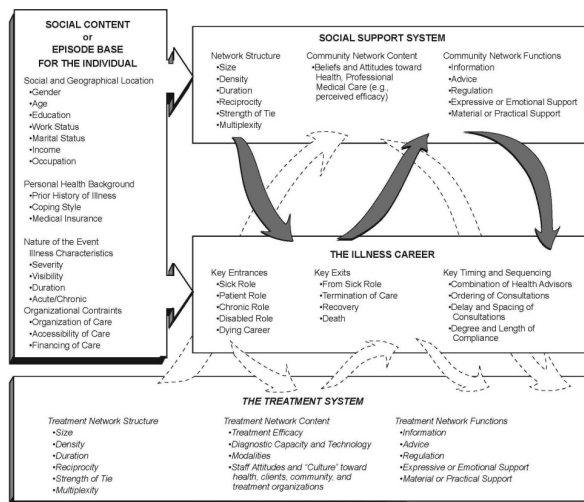 SOCIAL CONTENT
or
EPISODE BASE
FOR THE INDIVIDUAL
Social and Geographical Location
•Gender
•Age
•Education
•Work Status
•Marital Status
•Income
•Occupation
Personal Health Background
•Prior History of Illness
•Coping Style
•Medical Insurance
Nature of the Event
Illness Characteristics
•Severity
•Visibility
•Duration
•Acute/Chronic
Organizational Contraints
•Organization of Care
•Accessibility of Care
•Financing of Care
SOCIAL SUPPORT SYSTEM
Network Structure
•Size
•Density
•Duration
•Reciprocity
•Strength of Tie
•Multiplexity
Community Network Content
•Beliefs and Attitudes toward
Health, Professional
Medical Care (e.g.,
perceived efficacy)
Community Network Functions
•Information
•Advice
•Regulation
•Expressive or Emotional Support
•Material or Practical Support
THE ILLNESS CAREER
Key Entrances
•Sick Role
•Patient Role
•Chronic Role
•Disabled Role
•Dying Career
Key Exits
•From Sick Role
•Termination of Care
•Recovery
•Death
Key Timing and Sequencing
•Combination of Health Advisors
•Ordering of Consultations
•Delay and Spacing of
Consultations
•Degree and Length of
Compliance
THE TREATMENT SYSTEM
Treatment Network Structure
•Size
•Density
•Duration
•Reciprocity
•Strength of Tie
•Multiplexity
Treatment Network Content
•Treatment Efficacy
•Diagnostic Capacity and Technology
•Modalities
•Staff Attitudes and "Culture" toward
health, clients, community, and
treatment organizations
Treatment Network Functions
•Information
•Advice
•Regulation
•Expressive or Emotional Support
•Material or Practical Support